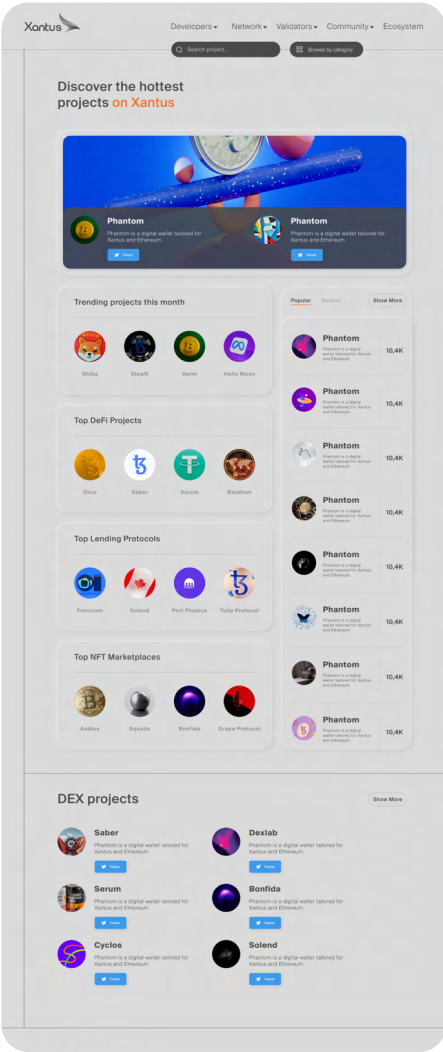 Xantus
Developers
Network
Validators
Community
Ecosystem
Search project...
Browse by category
Discover the hottest
projects on Xantus
Phantom
Phantom is a digital wallet tailored for
Xantus and Ethereum.
Twitter
Phantom
Phantom is a digital wallet tailored for
Xantus and Ethereum.
Twitter
Trending projects this month
Shiba
StepN
Swim
Hello Moon
Top DeFi Projects
Orca
Saber
Serum
Raydium
Top Lending Protocols
Francium
Solend
Port Finance
Tulip Protocol
Top NFT Marketplaces
Audius
Squads
Bonfida
Grape Protocol
Popular
Newest
Show More
Phantom
Phantom is a digital
wallet tailored for Xantus
and Ethereum.
10,4K
Phantom
Phantom is a digital
wallet tailored for Xantus
and Ethereum.
10,4K
Phantom
Phantom is a digital
wallet tailored for Xantus
and Ethereum.
10,4K
Phantom
Phantom is a digital
wallet tailored for Xantus
and Ethereum.
10,4K
Phantom
Phantom is a digital
wallet tailored for Xantus
and Ethereum.
10,4K
Phantom
Phantom is a digital
wallet tailored for Xantus
and Ethereum.
10,4K
Phantom
Phantom is a digital
wallet tailored for Xantus
and Ethereum.
10,4K
Phantom
Phantom is a digital
wallet tailored for Xantus
and Ethereum.
10,4K
DEX projects
Show More
Saber
Phantom is a digital wallet tailored for
Xantus and Ethereum.
Twitter
Dexlab
Phantom is a digital wallet tailored for
Xantus and Ethereum.
Twitter
Serum
Phantom is a digital wallet tailored for
Xantus and Ethereum.
Twitter
Bonfida
Phantom is a digital wallet tailored for
Xantus and Ethereum.
Twitter
Cyclos
Phantom is a digital wallet tailored for
Xantus and Ethereum.
Twitter
Solend
Phantom is a digital wallet tailored for
Xantus and Ethereum.
Twitter